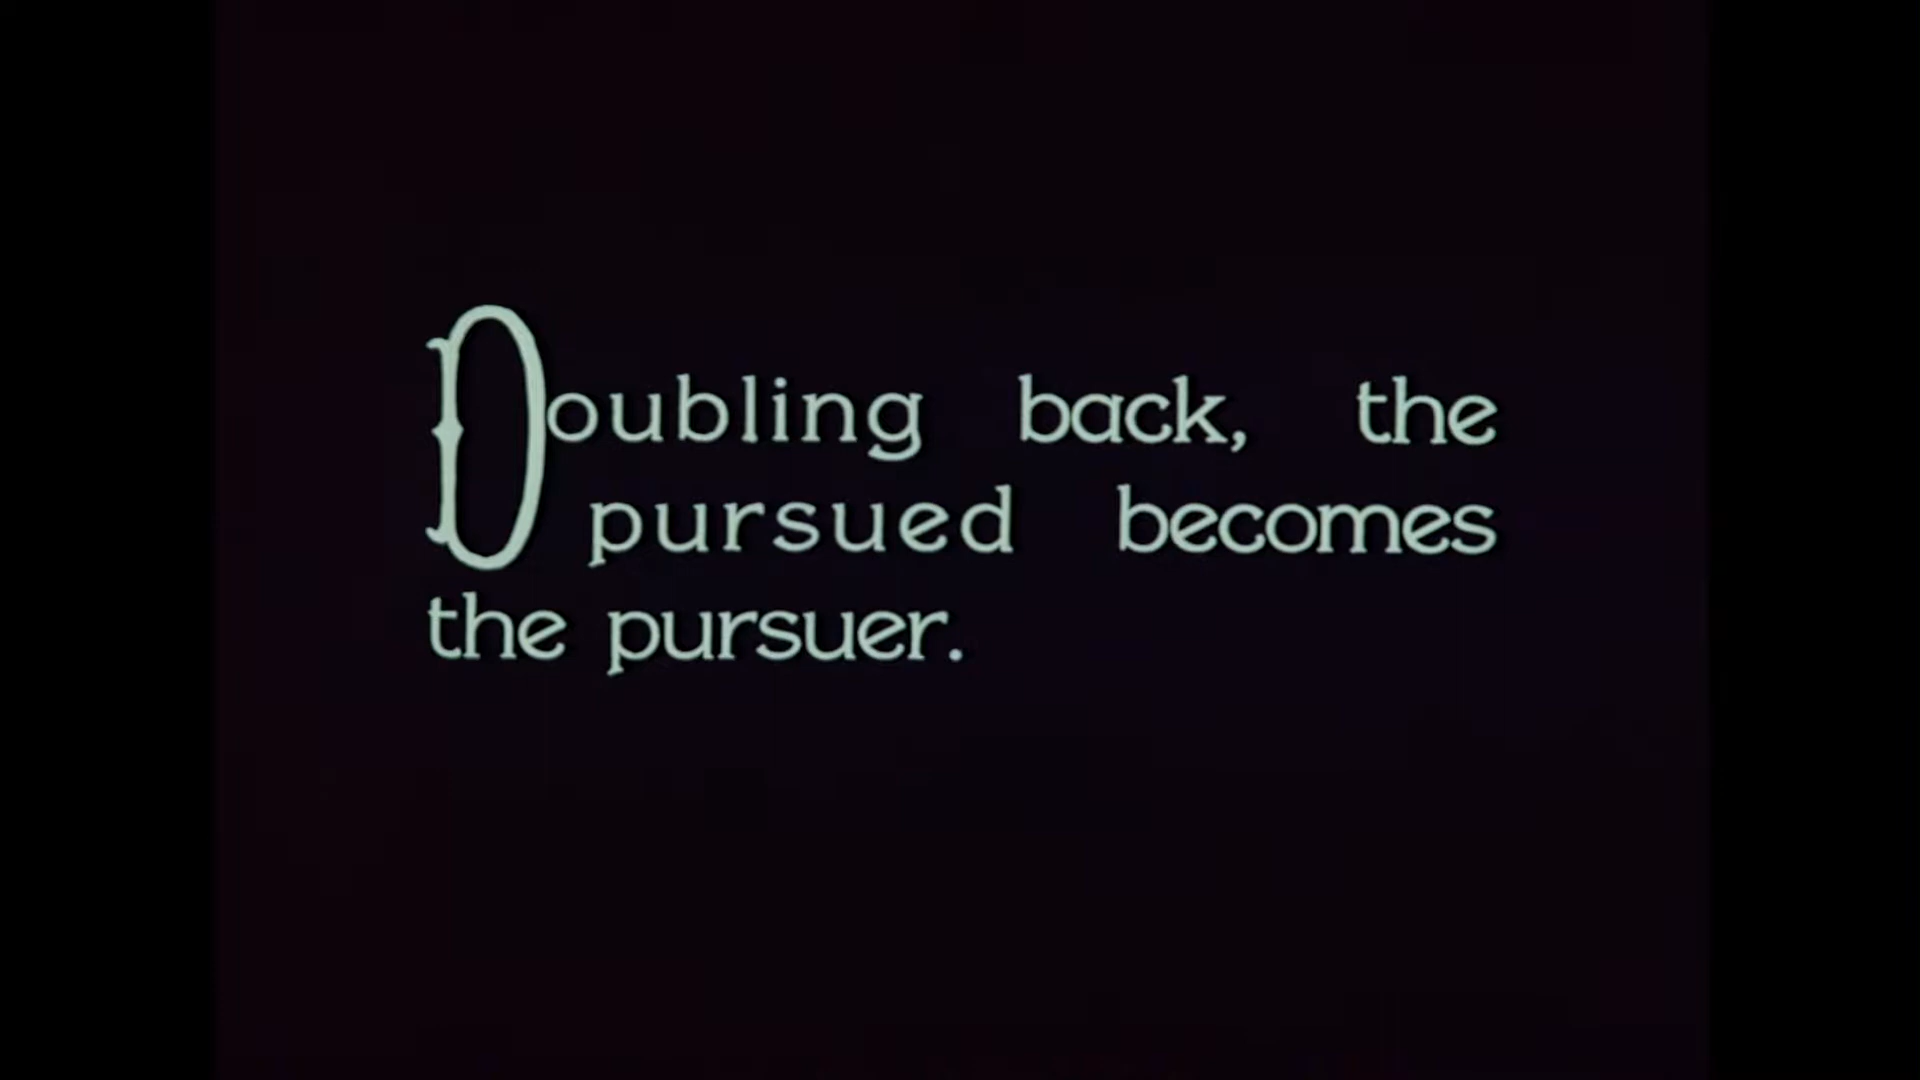 Doubling back, the
pursued becomes
the pursuer.